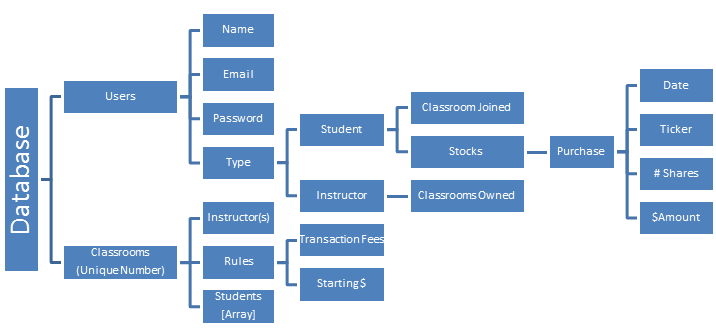 Database
Users
Name
Email
Password
Type
Student
Classroom Joined
Stocks
Purchase
Date
Ticker
# Shares
$Amount
Instructor
Classrooms Owned
Classrooms
(Unique Number)
Instructor(s)
Rules
Transaction Fees
Starting $
Students
[Array]